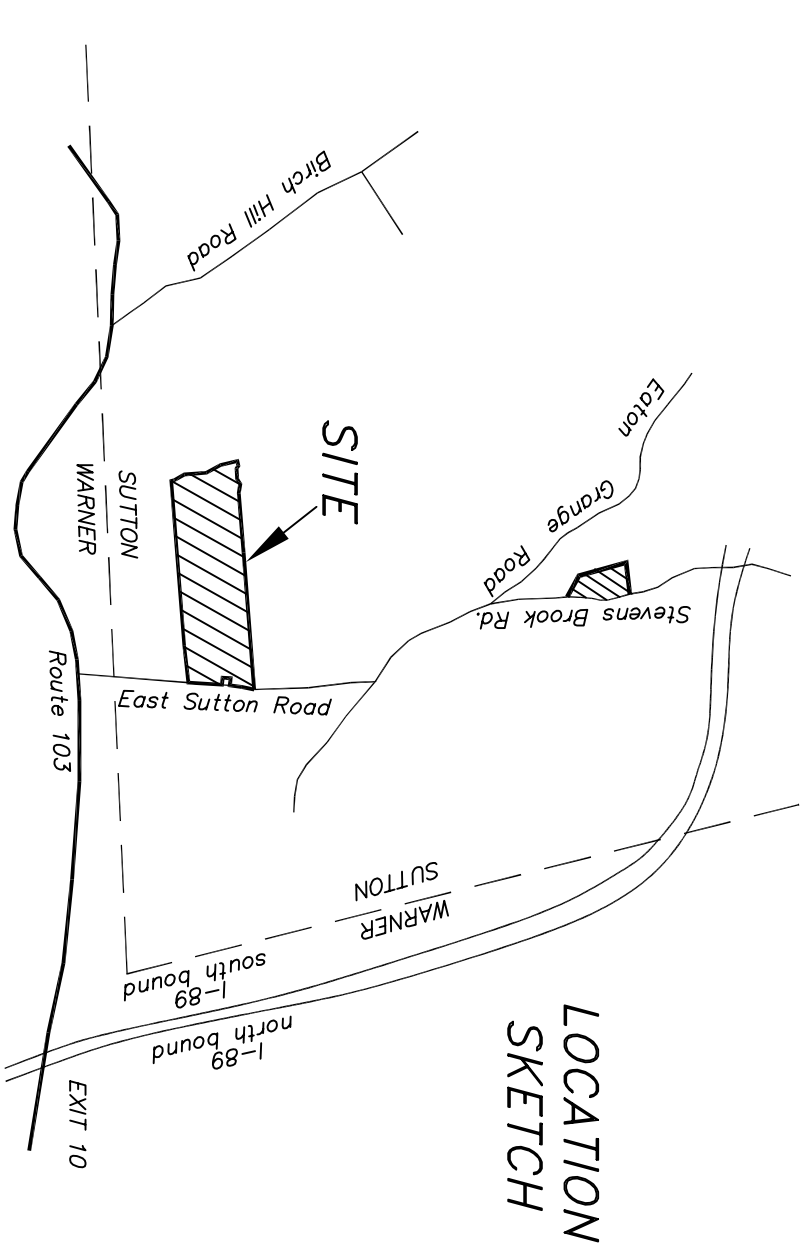 LOCATION
SKETCH
Birch Hill Road
Eaton
Grange
Road
Stevens Brook Rd.
SITE
SUTTON
WARNER
East Sutton Road
Route 103
SUTTON
WARNER
I-89
south bound
I-89
north bound
EXIT 10